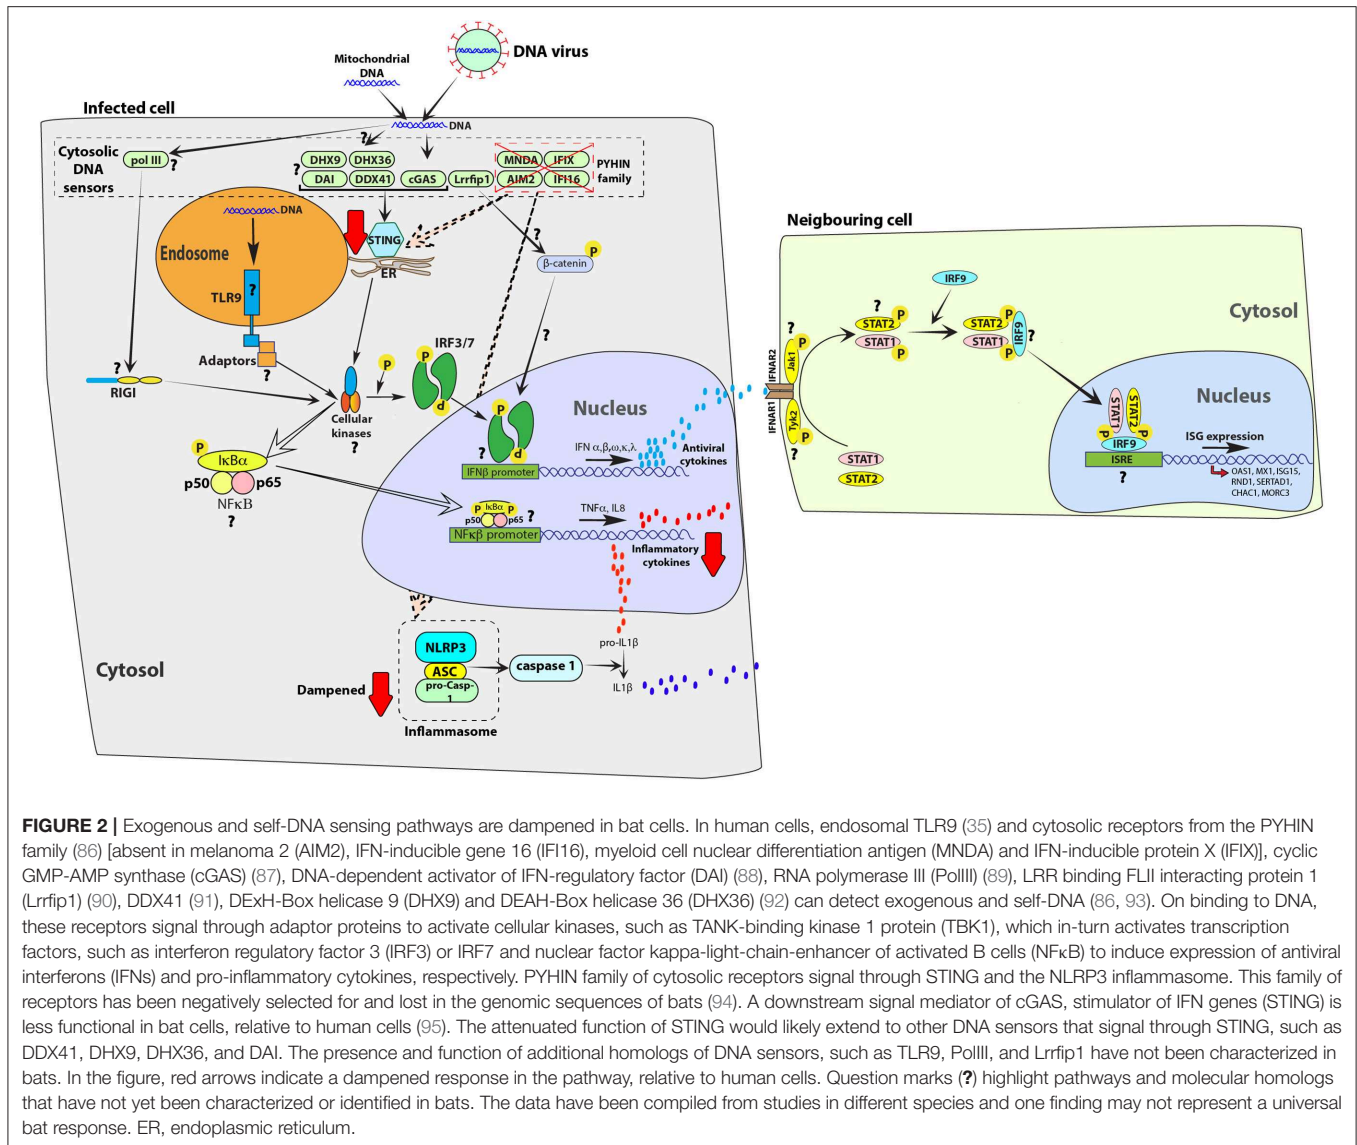 DNA virus
Mitochondrial
DNA
Infected cell
DNA
?
Cytosolic
DNA
sensors
pol III
?
DHX9
DHX36
?
DAI
DDX41
cGAS
Lrrfip1
MNDA
IFIX
AIM2
IFI16
PYHIN
family
DNA
Endosome
STING
ER
?
P
β-catenin
TLR9
?
Adaptors
?
?
RIGI
P
IRF3/7
P
P
?
Cellular
kinases
?
P
IκBα
p50
p65
NFκB
?
Nucleus
P
P
?
IFNβ promoter
IFN α,β,ω,κ,λ
Antiviral
cytokines
P
IκBα
P
p50
p65
?
NFκβ promoter
TNFα, IL8
Inflammatory
cytokines
Cytosol
NLRP3
ASC
pro-Casp-
1
Dampened
Inflammasome
caspase 1
pro-IL1β
IL1β
Neigbouring cell
Cytosol
IFNAR2
IFNAR1
?
P
Jak1
Tyk2
P
?
?
STAT2
P
STAT1
P
IRF9
STAT2
P
STAT1
P
IRF9
?
STAT1
STAT2
Nucleus
STAT1
STAT2
P
P
IRF9
ISRE
?
ISG expression
OAS1, MX1, ISG15,
RND1, SERTAD1,
CHAC1, MORC3
FIGURE 2 | Exogenous and self-DNA sensing pathways are dampened in bat cells. In human cells, endosomal TLR9 (35) and cytosolic receptors from the PYHIN
family (86) [absent in melanoma 2 (AIM2), IFN-inducible gene 16 (IFI16), myeloid cell nuclear differentiation antigen (MNDA) and IFN-inducible protein X (IFIX)], cyclic
GMP-AMP synthase (cGAS) (87), DNA-dependent activator of IFN-regulatory factor (DAI) (88), RNA polymerase III (PolIII) (89), LRR binding FLII interacting protein 1
(Lrrfip1) (90), DDX41 (91), DExH-Box helicase 9 (DHX9) and DEAH-Box helicase 36 (DHX36) (92) can detect exogenous and self-DNA (86, 93). On binding to DNA,
these receptors signal through adaptor proteins to activate cellular kinases, such as TANK-binding kinase 1 protein (TBK1), which in-turn activates transcription
factors, such as interferon regulatory factor 3 (IRF3) or IRF7 and nuclear factor kappa-light-chain-enhancer of activated B cells (NFκB) to induce expression of antiviral
interferons (IFNs) and pro-inflammatory cytokines, respectively. PYHIN family of cytosolic receptors signal through STING and the NLRP3 inflammasome. This family of
receptors has been negatively selected for and lost in the genomic sequences of bats (94). A downstream signal mediator of cGAS, stimulator of IFN genes (STING) is
less functional in bat cells, relative to human cells (95). The attenuated function of STING would likely extend to other DNA sensors that signal through STING, such as
DDX41, DHX9, DHX36, and DAI. The presence and function of additional homologs of DNA sensors, such as TLR9, PolIII, and Lrrfip1 have not been characterized in
bats. In the figure, red arrows indicate a dampened response in the pathway, relative to human cells. Question marks (?) highlight pathways and molecular homologs
that have not yet been characterized or identified in bats. The data have been compiled from studies in different species and one finding may not represent a universal
bat response. ER, endoplasmic reticulum.